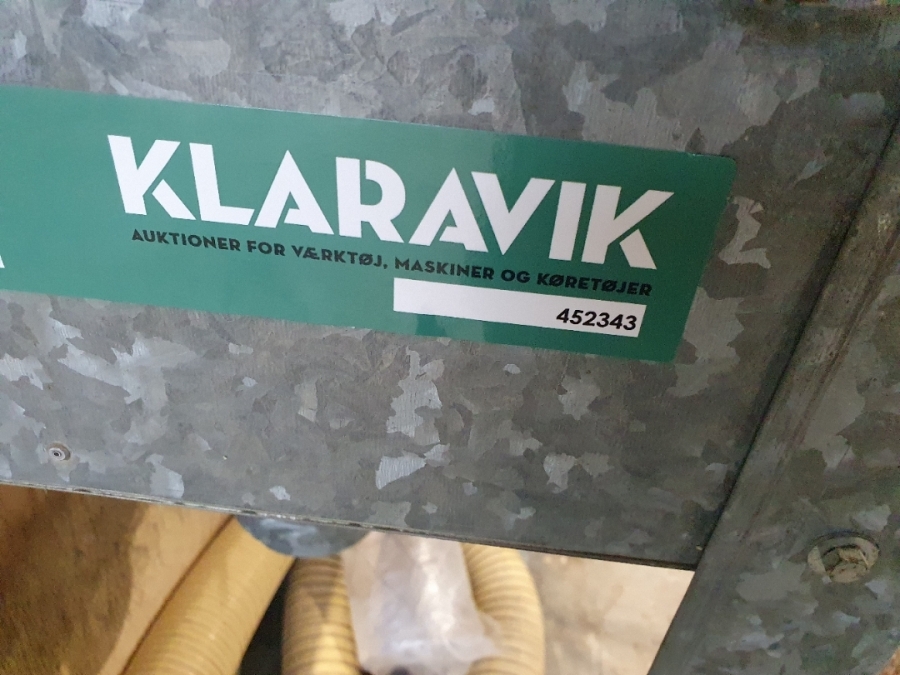 KLARAVIK
AUKTIONER FOR VÆRKTØJ, MASKINER OG KØRETØJER
452343